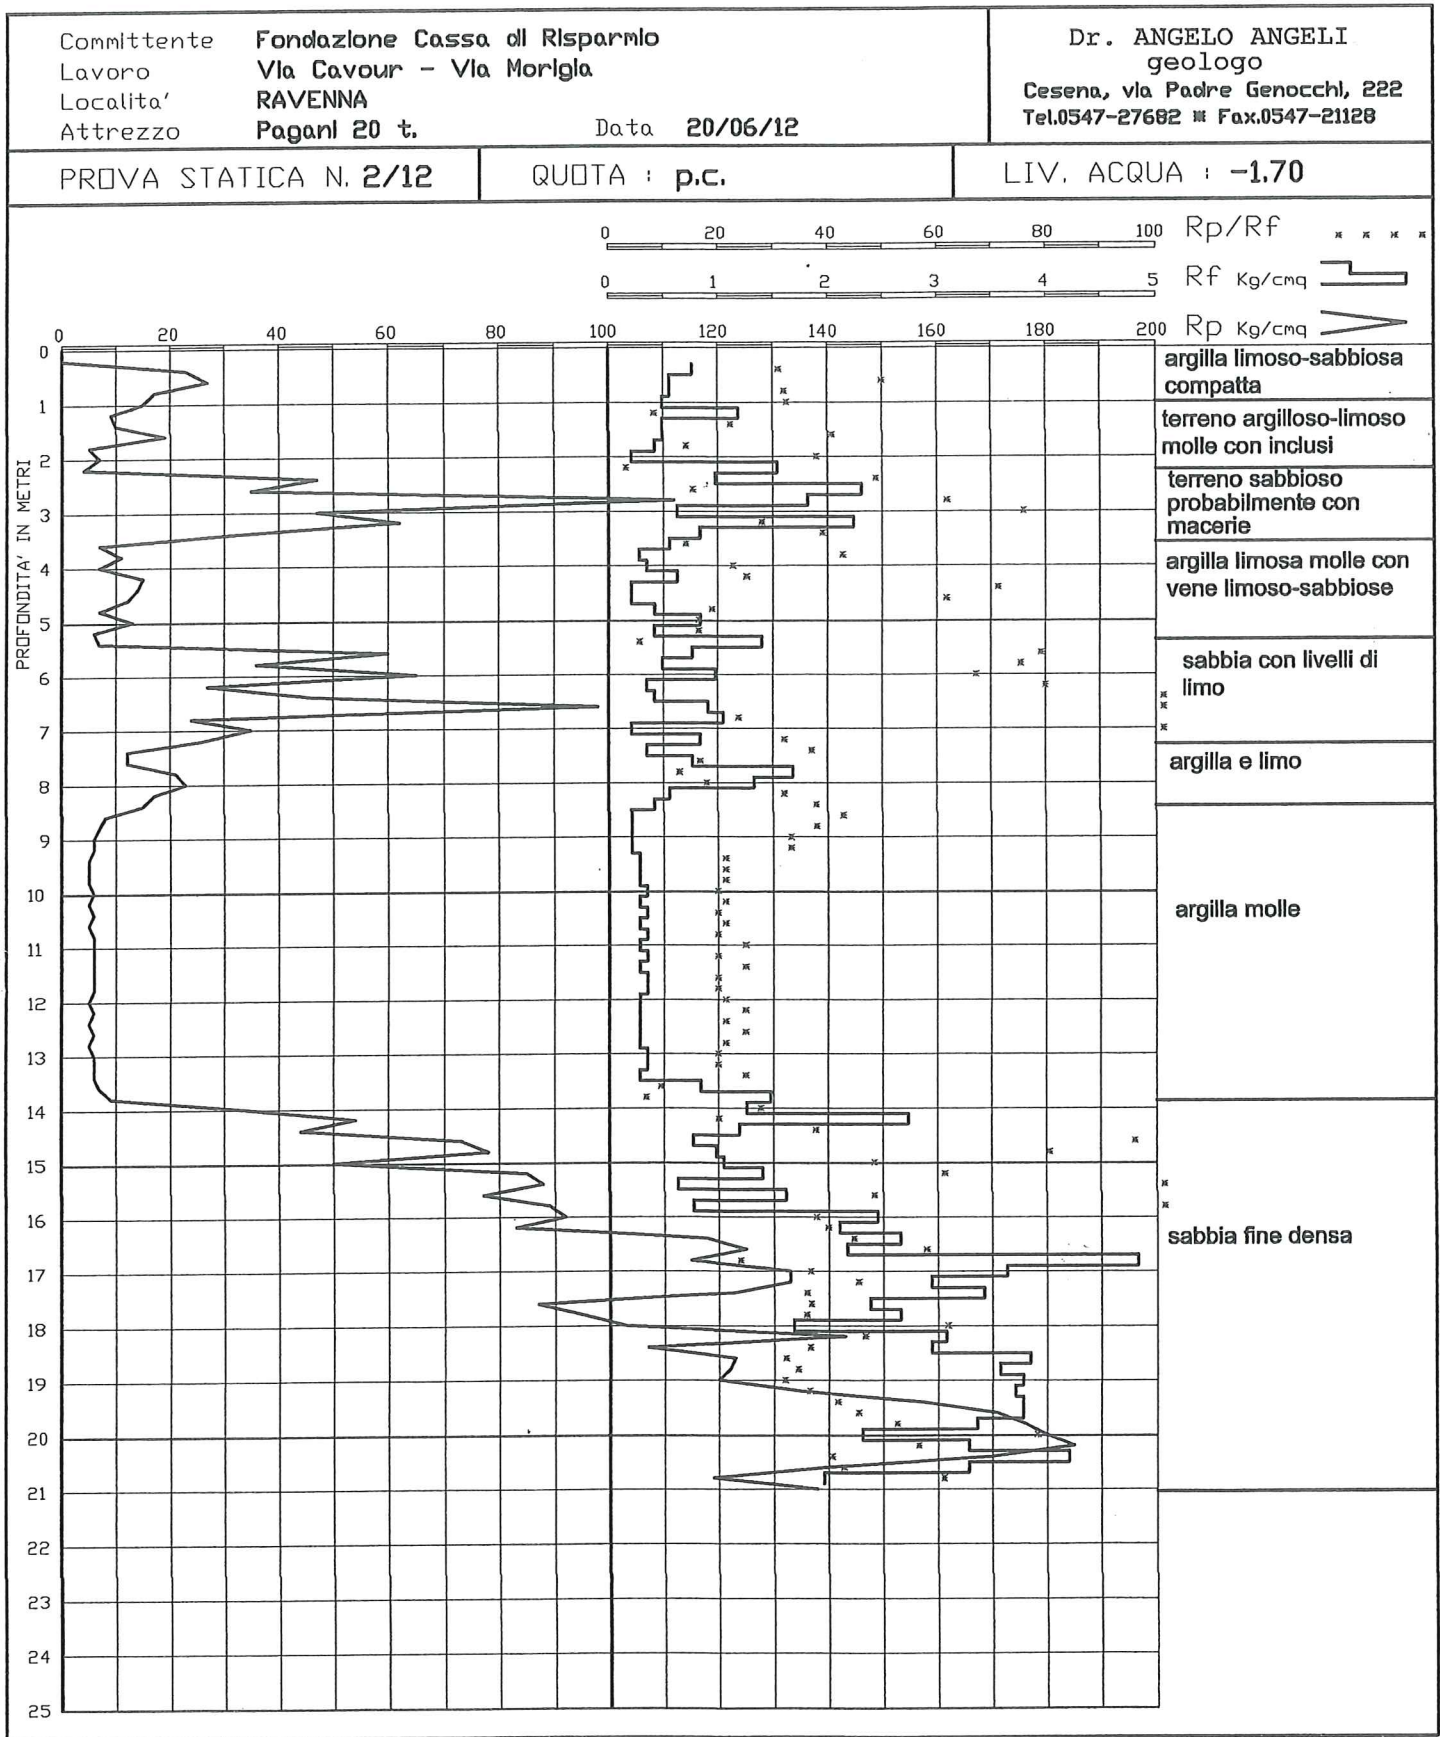 Committente Fondazione Cassa di Risparmio
Lavoro Via Cavour - Via Morigia
Localita' RAVENNA
Attrezzo Pagani 20 t. Data 20/06/12
Dr. ANGELO ANGELI
geologo
Cesena, via Padre Genocchi, 222
Tel.0547-27682 * Fax.0547-21128
PROVA STATICA N. 2/12
QUOTA : p.c.
LIV. ACQUA : -1.70
0 20 40 60 80 100 Rp/Rf
0 1 2 3 4 5 Rf Kg/cmq
0 20 40 60 80 100 120 140 160 180 200 Rp Kg/cmq
PROFONDITA' IN METRI
0
1
2
3
4
5
6
7
8
9
10
11
12
13
14
15
16
17
18
19
20
21
22
23
24
25
argilla limoso-sabbiosa
compatta
terreno argilloso-limoso
molle con inclusi
terreno sabbioso
probabilmente con
macerie
argilla limosa molle con
vene limoso-sabbiose
sabbia con livelli di
limo
argilla e limo
argilla molle
sabbia fine densa